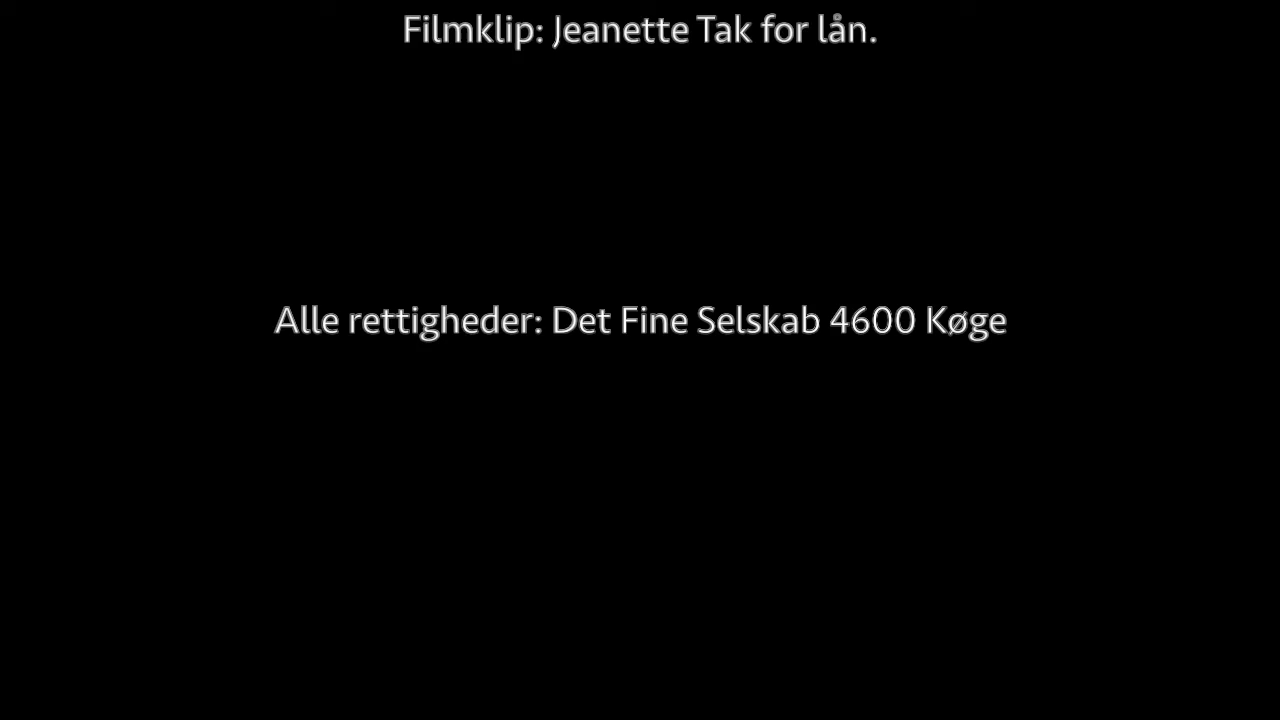 Filmklip: Jeanette Tak for lån.
Alle rettigheder: Det Fine Selskab 4600 Køge